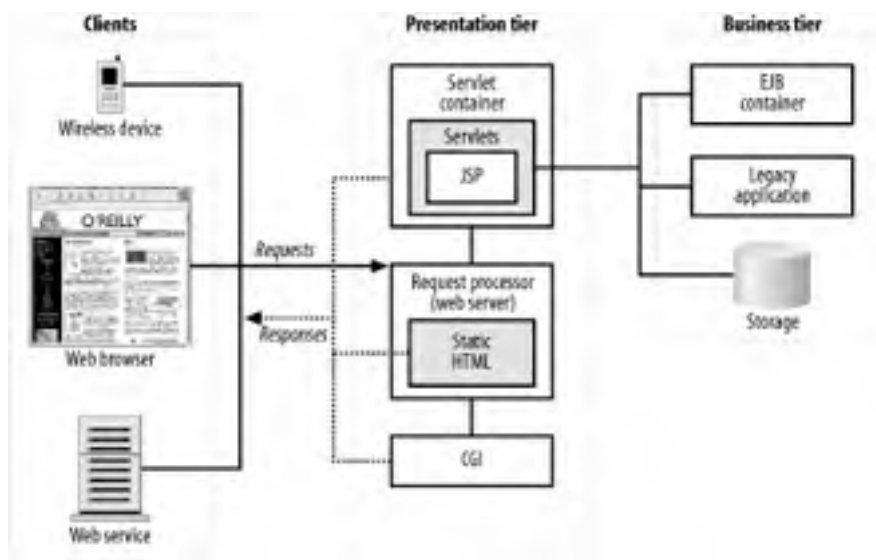 Clients
Presentation tier
Business tier
Wireless device
O'REILLY
Web browser
Web service
Requests
Responses
Servlet
container
Servlets
JSP
Request processor
(web server)
Static
HTML
CGI
EJB
container
Legacy
application
Storage